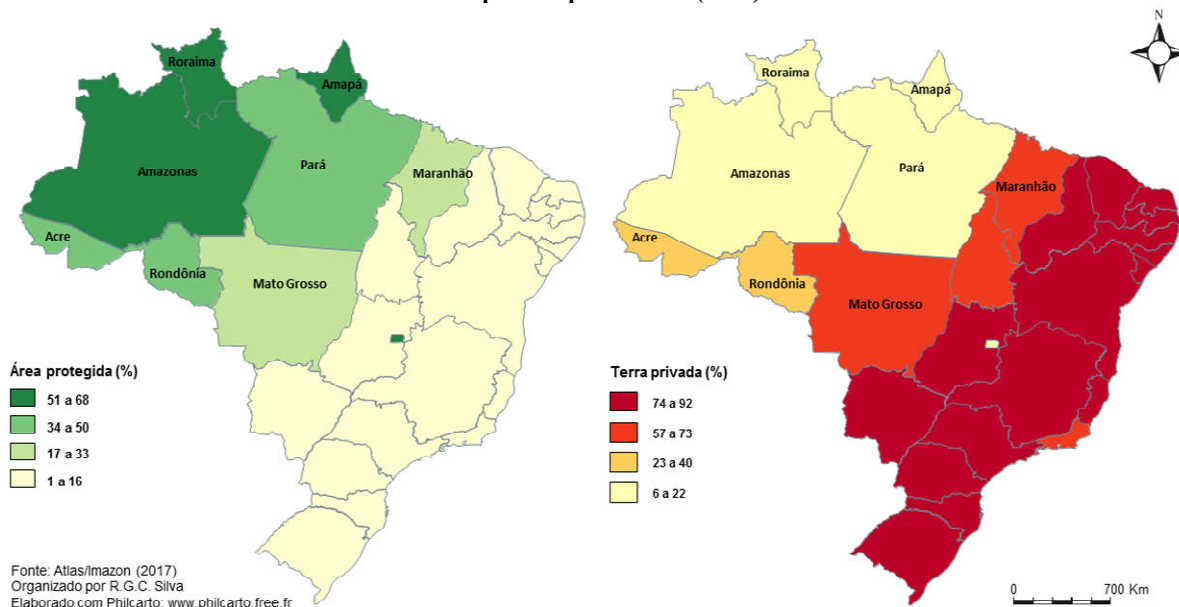 (
)
N
Roraima
Amapá
Amazonas
Pará
Maranhão
Acre
Rondônia
Mato Grosso
Área protegida (%)
51 a 68
34 a 50
17 a 33
1 a 16
Fonte: Atlas/Imazon (2017)
Organizado por R.G.C. Silva
Elaborado com Philcarto: www.philcarto.free.fr
Roraima
Amapá
Amazonas
Pará
Maranhão
Acre
Rondônia
Mato Grosso
Terra privada (%)
74 a 92
57 a 73
23 a 40
6 a 22
0 700 Km